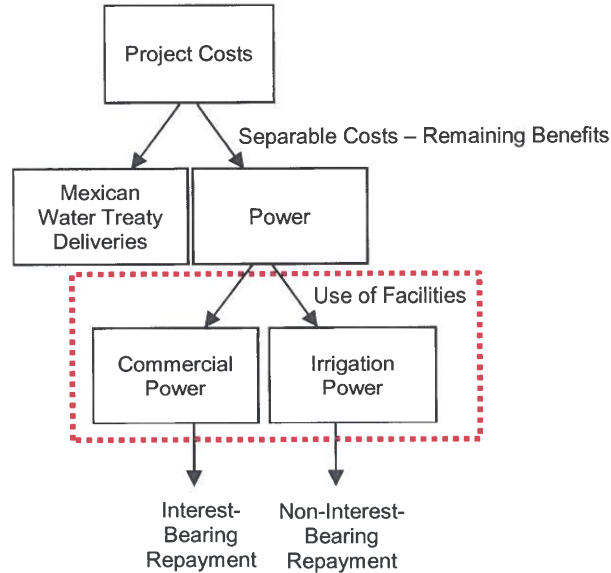 Project Costs
Separable Costs – Remaining Benefits
Mexican
Water Treaty
Deliveries
Power
Use of Facilities
Commercial
Power
Irrigation
Power
Interest-
Bearing
Repayment
Non-Interest-
Bearing
Repayment